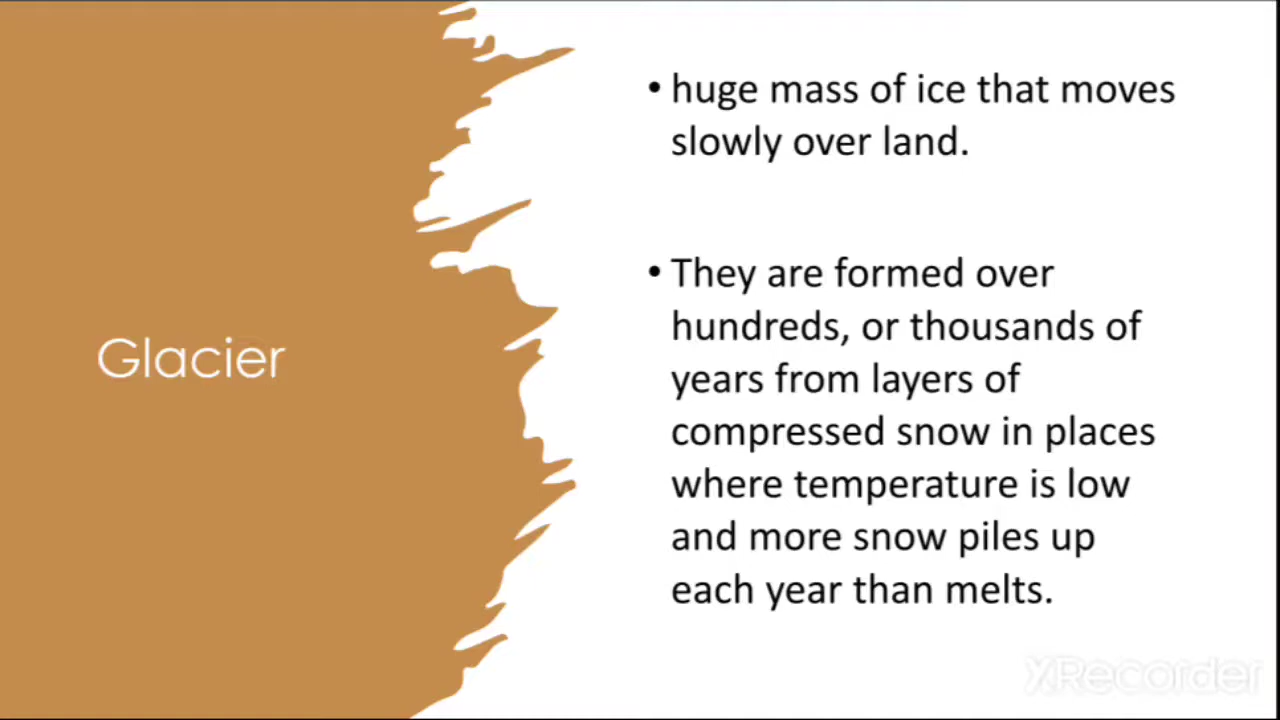 Glacier
• huge mass of ice that moves
slowly over land.
• They are formed over
hundreds, or thousands of
years from layers of
compressed snow in places
where temperature is low
and more snow piles up
each year than melts.
XRecorder